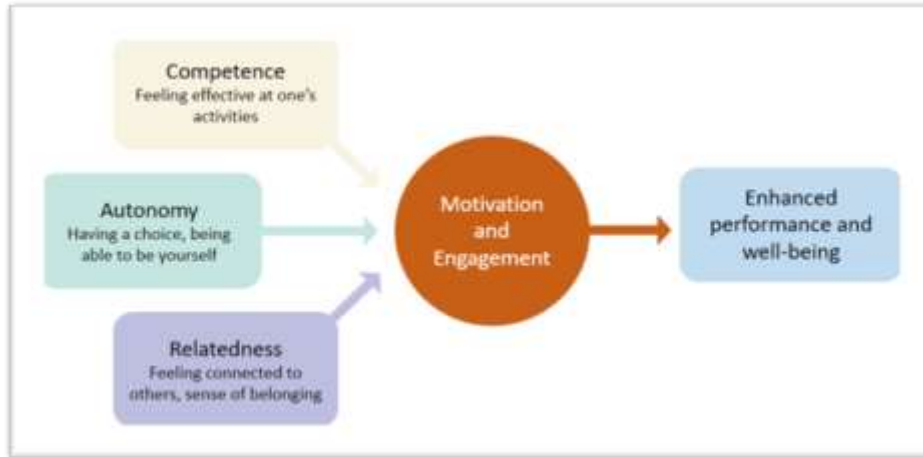 Competence
Feeling effective at one's
activities
Autonomy
Having a choice, being
able to be yourself
Relatedness
Feeling connected to
others, sense of belonging
Motivation
and
Engagement
Enhanced
performance and
well-being